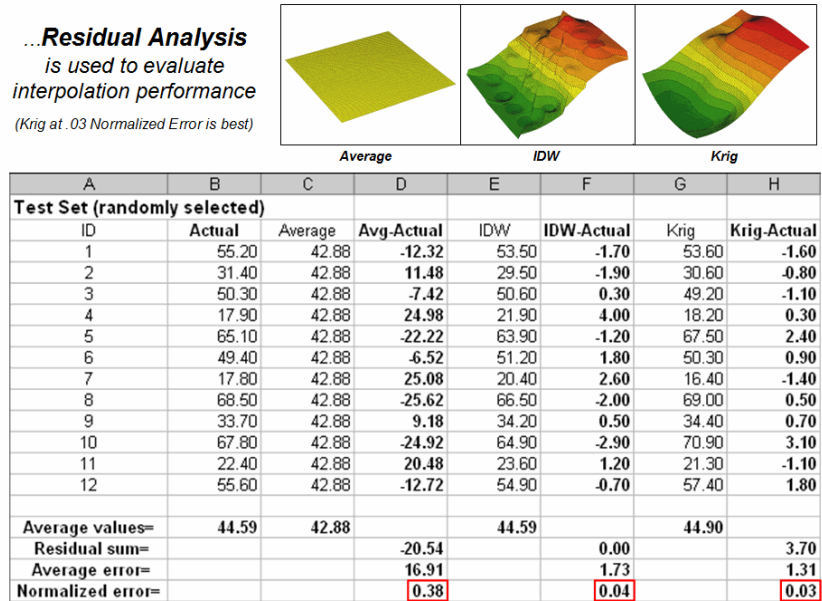 ...Residual Analysis
is used to evaluate
interpolation performance
(Krig at .03 Normalized Error is best)
Average IDW Krig
A B C D E F G H
Test Set (randomly selected)
ID Actual Average Avg-Actual IDW IDW-Actual Krig Krig-Actual
1 55.20 42.88 -12.32 53.50 -1.70 53.60 -1.60
2 31.40 42.88 11.48 29.50 -1.90 30.60 -0.80
3 50.30 42.88 -7.42 50.60 0.30 49.20 -1.10
4 17.90 42.88 24.98 21.90 4.00 18.20 0.30
5 65.10 42.88 -22.22 63.90 -1.20 67.50 2.40
6 49.40 42.88 -6.52 51.20 1.80 50.30 0.90
7 17.80 42.88 25.08 20.40 2.60 16.40 -1.40
8 68.50 42.88 -25.62 66.50 -2.00 69.00 0.50
9 33.70 42.88 9.18 34.20 0.50 34.40 0.70
10 67.80 42.88 -24.92 64.90 -2.90 70.90 3.10
11 22.40 42.88 20.48 23.60 1.20 21.30 -1.10
12 55.60 42.88 -12.72 54.90 -0.70 57.40 1.80
Average values= 44.59 42.88 44.59 44.90
Residual sum= -20.54 0.00 3.70
Average error= 16.91 1.73 1.31
Normalized error= 0.38 0.04 0.03